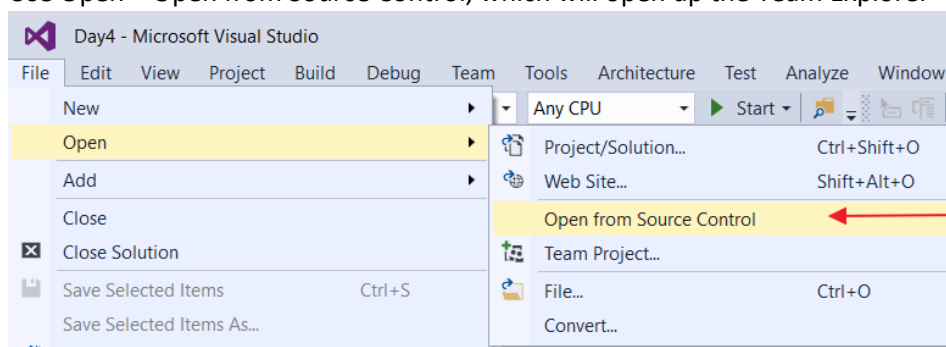 Day4 - Microsoft Visual Studio
File Edit View Project Build Debug Team Tools Architecture Test Analyze Window
New Any CPU Start
Open Project/Solution... Ctrl+Shift+O
Add Web Site... Shift+Alt+O
Close Open from Source Control
Close Solution Team Project...
Save Selected Items Ctrl+S File... Ctrl+O
Save Selected Items As... Convert...